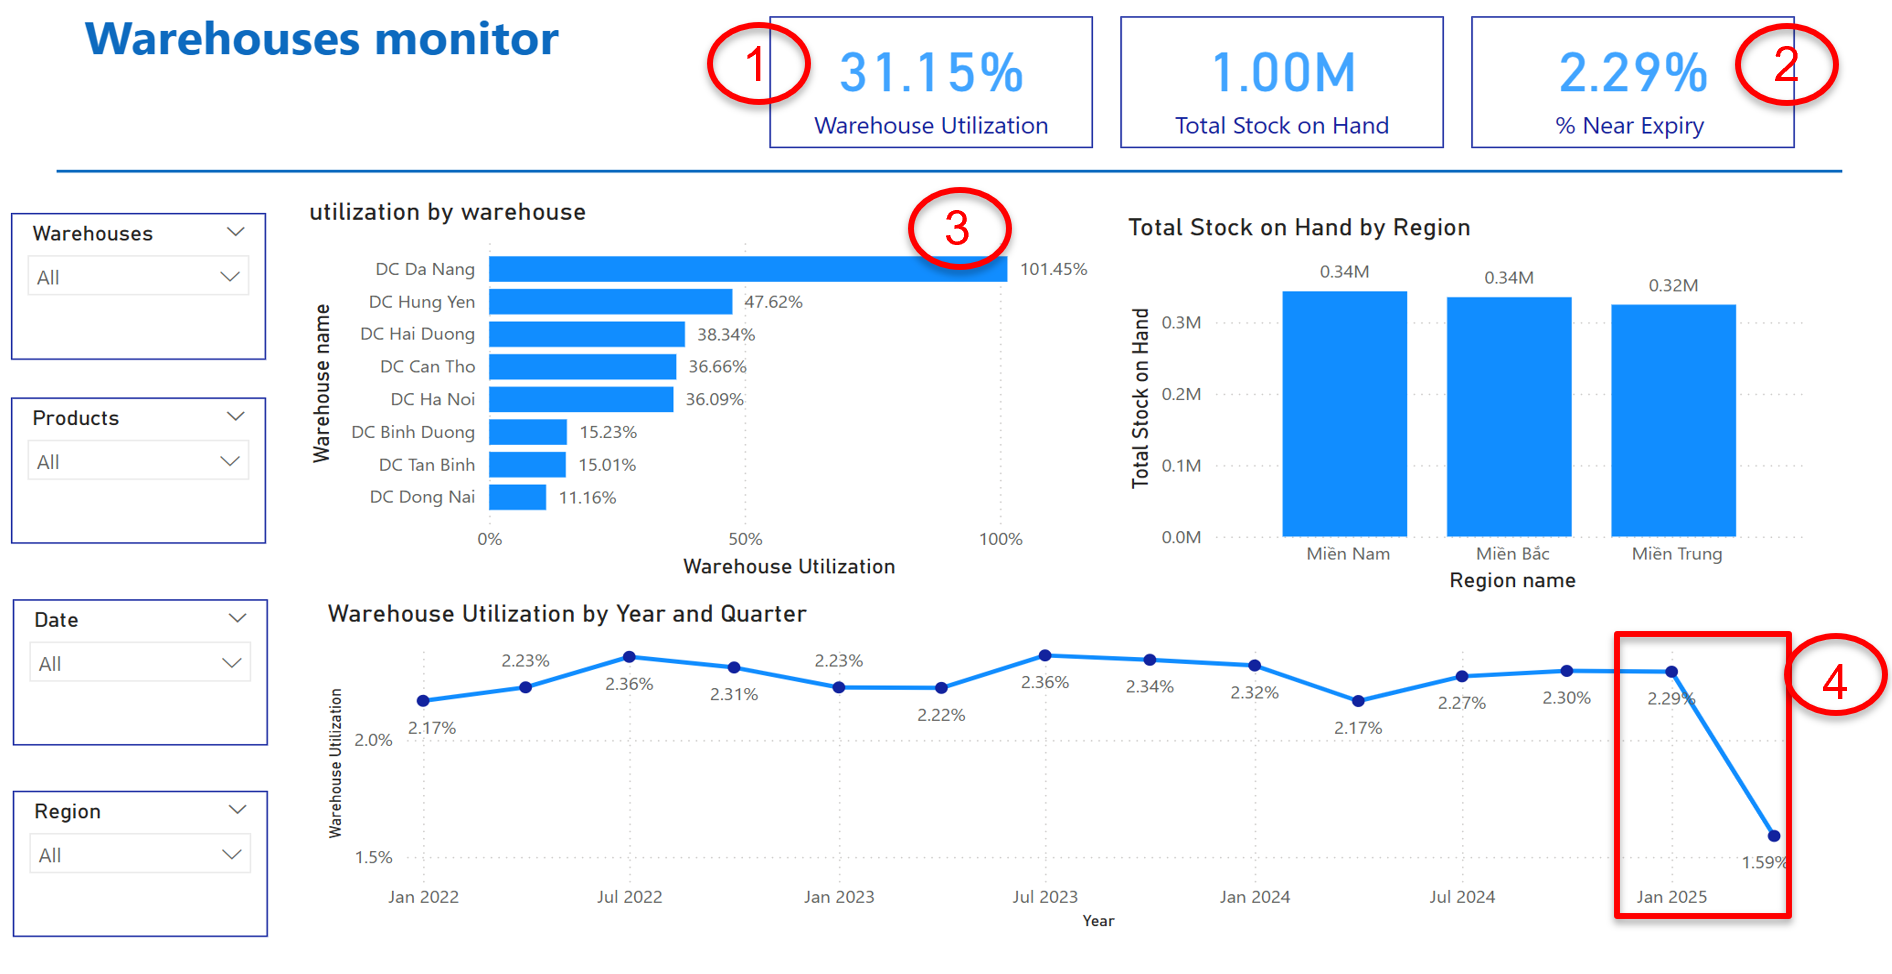 Warehouses monitor
1
31.15%
Warehouse Utilization
1.00M
Total Stock on Hand
2.29%
% Near Expiry
2
Warehouses
All
Products
All
Date
All
Region
All
utilization by warehouse
3
Warehouse name
DC Da Nang
101.45%
DC Hung Yen
47.62%
DC Hai Duong
38.34%
DC Can Tho
36.66%
DC Ha Noi
36.09%
DC Binh Duong
15.23%
DC Tan Binh
15.01%
DC Dong Nai
11.16%
0%
50%
100%
Warehouse Utilization
Total Stock on Hand by Region
Total Stock on Hand
0.34M
0.34M
0.32M
0.3M
0.2M
0.1M
0.0M
Miền Nam
Miền Bắc
Miền Trung
Region name
Warehouse Utilization by Year and Quarter
Warehouse Utilization
2.0%
1.5%
2.17%
2.23%
2.36%
2.31%
2.23%
2.22%
2.36%
2.34%
2.32%
2.17%
2.27%
2.30%
2.29%
1.59%
4
Jan 2022
Jul 2022
Jan 2023
Jul 2023
Jan 2024
Jul 2024
Jan 2025
Year